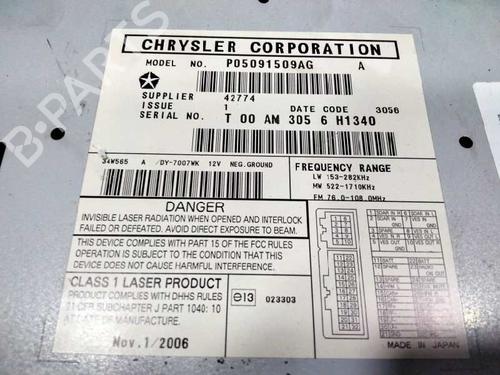 CHRYSLER CORPORATION
MODEL NO. P05091509AG A
SUPPLIER 42774
ISSUE 1 DATE CODE 3056
SERIAL NO. T 00 AM 305 6 H1340
34W565 A /DY-7007WK 12V NEG.GROUND
FREQUENCY RANGE
LW 153-282KHz
MW 522-1710KHz
FM 76.0-108.0MHz
DANGER
INVISIBLE LASER RADIATION WHEN OPENED AND INTERLOCK
FAILED OR DEFEATED. AVOID DIRECT EXPOSURE TO BEAM.
THIS DEVICE COMPLIES WITH PART 15 OF THE FCC RULES
OPERATION IS SUBJECT TO THE CONDITION THAT THIS
DEVICE DOES NOT CAUSE HARMFUL INTERFERENCE
CLASS 1 LASER PRODUCT
PRODUCT COMPLIES WITH DHHS RULES
21 CFR SUBCHAPTER J PART 1040: 10
AT DATE OF MANUFACTURE
e13 023303
Nov.1/2006
MADE IN JAPAN
B-PARTS